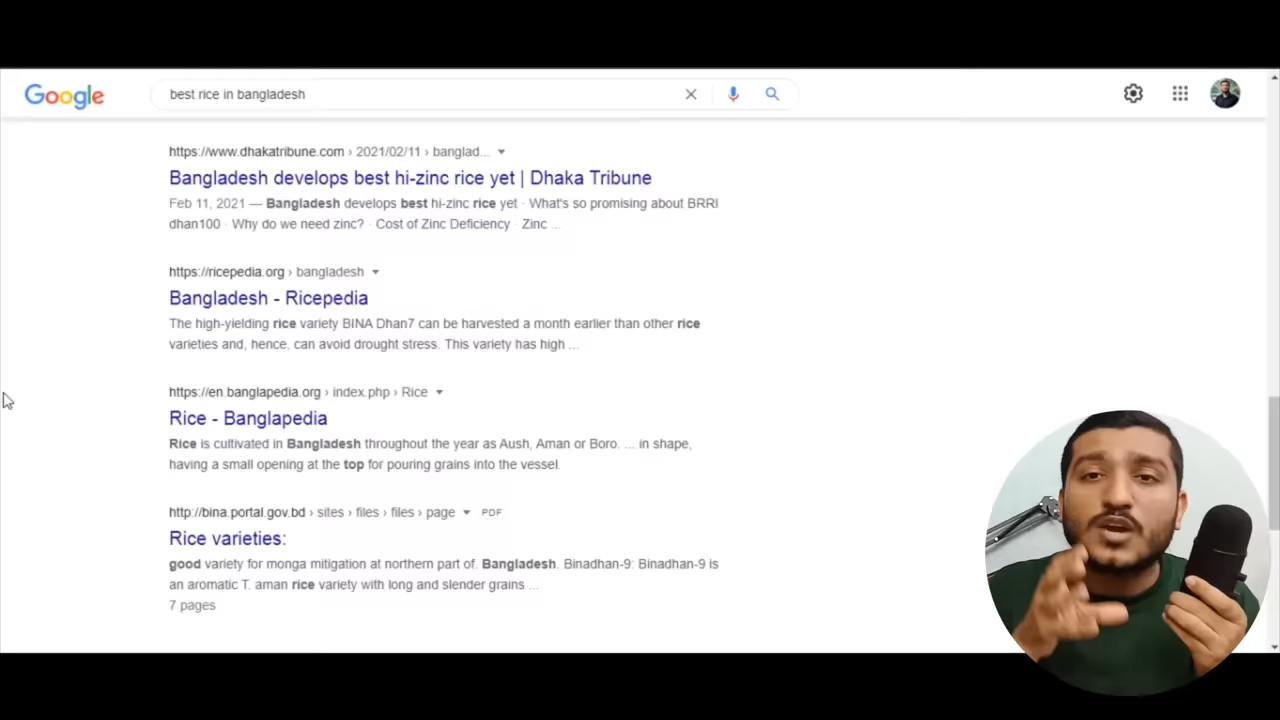 Google
best rice in bangladesh
https://www.dhakatribune.com › 2021/02/11 › banglad...
Bangladesh develops best hi-zinc rice yet | Dhaka Tribune
Feb 11, 2021 — Bangladesh develops best hi-zinc rice yet · What's so promising about BRRI
dhan100 · Why do we need zinc? · Cost of Zinc Deficiency · Zinc ...
https://ricepedia.org › bangladesh
Bangladesh - Ricepedia
The high-yielding rice variety BINA Dhan7 can be harvested a month earlier than other rice
varieties and, hence, can avoid drought stress. This variety has high ...
https://en.banglapedia.org › index.php › Rice
Rice - Banglapedia
Rice is cultivated in Bangladesh throughout the year as Aush, Aman or Boro. ... in shape,
having a small opening at the top for pouring grains into the vessel.
http://bina.portal.gov.bd › sites › files › files › page PDF
Rice varieties:
good variety for monga mitigation at northern part of. Bangladesh. Binadhan-9: Binadhan-9 is
an aromatic T. aman rice variety with long and slender grains ...
7 pages